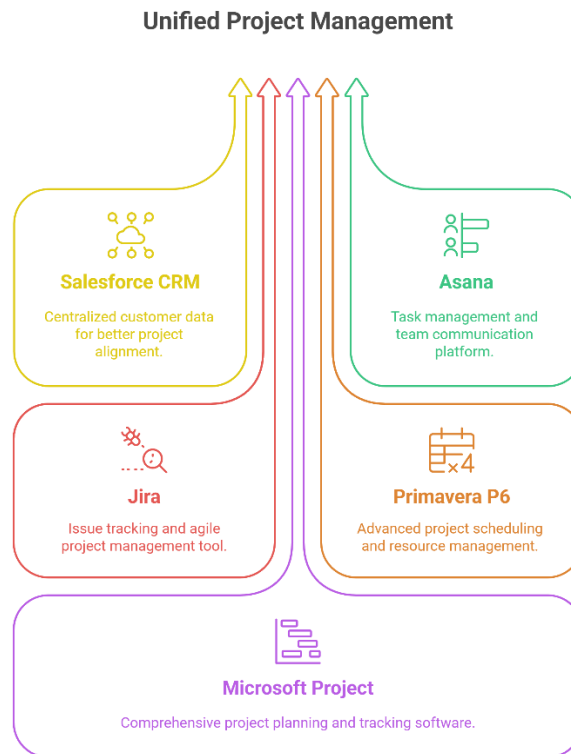 Unified Project Management
Salesforce CRM
Centralized customer data
for better project
alignment.
Asana
Task management and
team communication
platform.
Jira
Issue tracking and agile
project management tool.
×4
Primavera P6
Advanced project scheduling
and resource management.
Microsoft Project
Comprehensive project planning and tracking software.